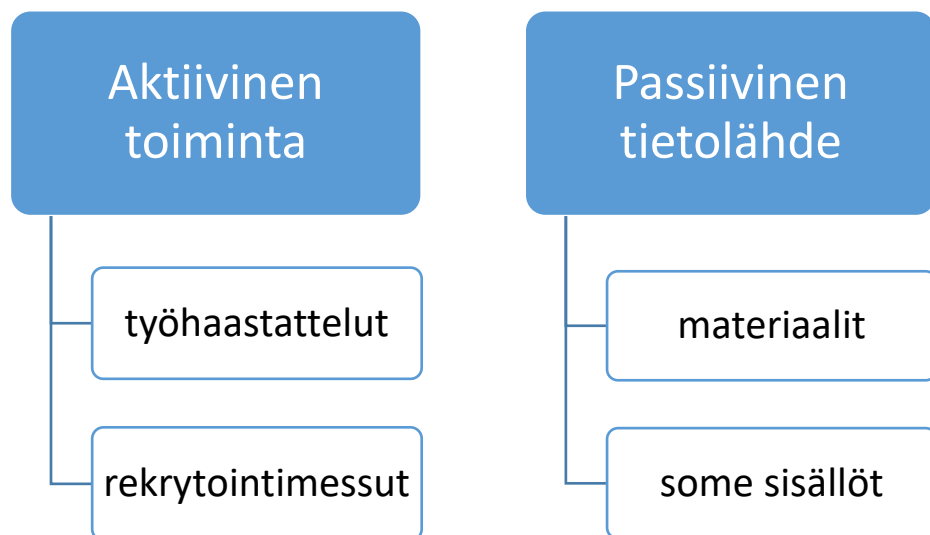 Aktiivinen
toiminta
työhaastattelut
rekrytointimessut
Passiivinen
tietolähde
materiaalit
some sisällöt